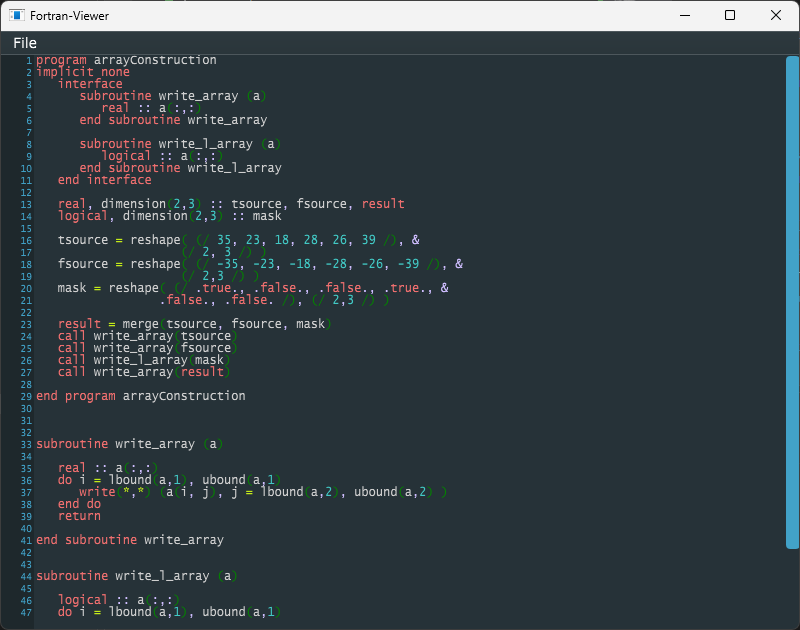 Fortran-Viewer
File
1 program arrayConstruction
2 implicit none
3    interface
4       subroutine write_array (a)
5          real :: a(:,:)
6       end subroutine write_array
7
8       subroutine write_l_array (a)
9          logical :: a(:,:)
10       end subroutine write_l_array
11    end interface
12
13    real, dimension(2,3) :: tsource, fsource, result
14    logical, dimension(2,3) :: mask
15
16    tsource = reshape( (/ 35, 23, 18, 28, 26, 39 /), &
17                     (/ 2, 3 /) )
18    fsource = reshape( (/ -35, -23, -18, -28, -26, -39 /), &
19                     (/ 2,3 /) )
20    mask = reshape( (/ .true., .false., .false., .true., &
21                  .false., .false. /), (/ 2,3 /) )
22
23    result = merge(tsource, fsource, mask)
24    call write_array(tsource)
25    call write_array(fsource)
26    call write_l_array(mask)
27    call write_array(result)
28
29 end program arrayConstruction
30
31
32
33 subroutine write_array (a)
34
35    real :: a(:,:)
36    do i = lbound(a,1), ubound(a,1)
37       write(*,*) (a(i, j), j = lbound(a,2), ubound(a,2) )
38    end do
39    return
40
41 end subroutine write_array
42
43
44 subroutine write_l_array (a)
45
46    logical :: a(:,:)
47    do i = lbound(a,1), ubound(a,1)